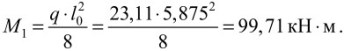 M₁ = q · l₀² / 8 = 23,11 · 5,875² / 8 = 99,71 кН · м .